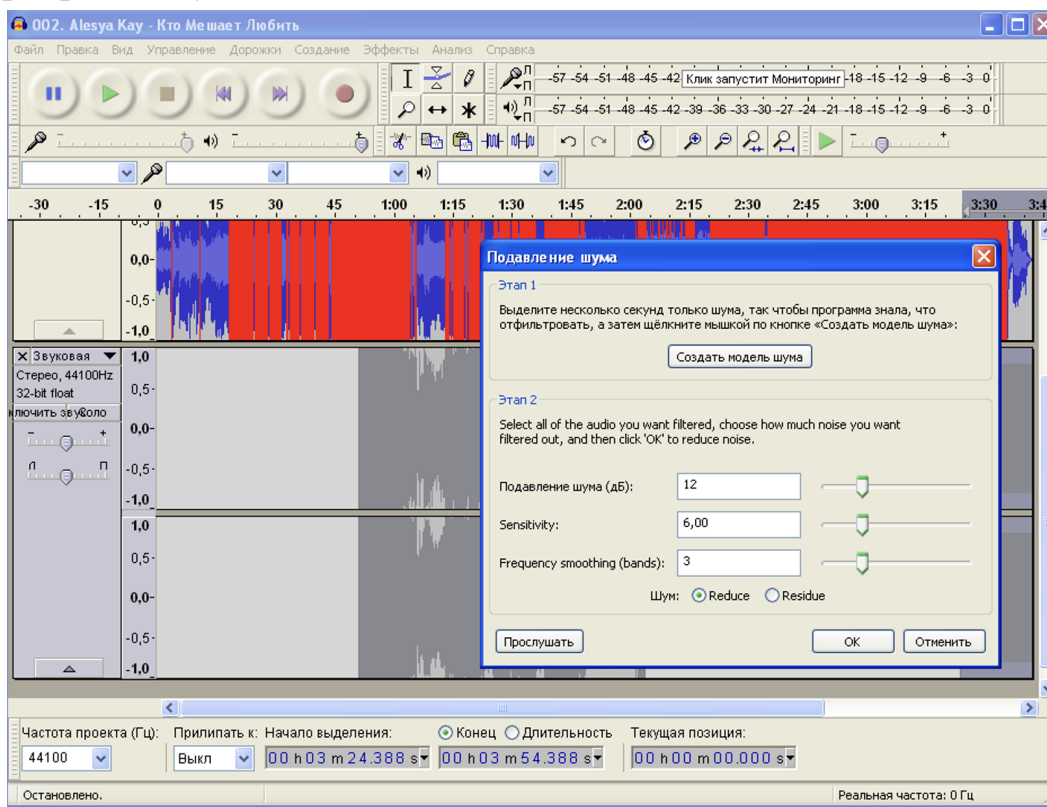 002. Alesya Kay - Кто Мешает Любить
Файл Правка Вид Управление Дорожки Создание Эффекты Анализ Справка
Л П -57 -54 -51 -48 -45 -42 Клик запустит Мониторинг -18 -15 -12 -9 -6 -3 0
Л П -57 -54 -51 -48 -45 -42 -39 -36 -33 -30 -27 -24 -21 -18 -15 -12 -9 -6 -3 0
- + - + - +
-30 -15 0 15 30 45 1:00 1:15 1:30 1:45 2:00 2:15 2:30 2:45 3:00 3:15 3:30 3:4
0,5
0,0
-0,5
-1,0
Звуковая
Стерео, 44100Hz
32-bit float
ключить звук Соло
- +
Л П
1,0
0,5
0,0
-0,5
-1,0
1,0
0,5
0,0
-0,5
-1,0
Подавление шума
Этап 1
Выделите несколько секунд только шума, так чтобы программа знала, что
отфильтровать, а затем щёлкните мышкой по кнопке «Создать модель шума»:
Создать модель шума
Этап 2
Select all of the audio you want filtered, choose how much noise you want
filtered out, and then click 'OK' to reduce noise.
Подавление шума (дБ): 12
Sensitivity: 6,00
Frequency smoothing (bands): 3
Шум: Reduce Residue
Прослушать OK Отменить
Частота проекта (Гц): Прилипать к: Начало выделения: Конец Длительность Текущая позиция:
44100 Выкл 00 h 03 m 24.388 s 00 h 03 m 54.388 s 00 h 00 m 00.000 s
Остановлено. Реальная частота: 0 Гц